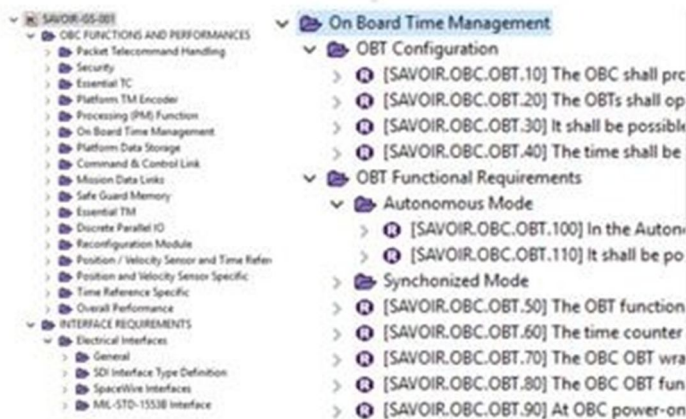 SAVOIR-GS-001
OBC FUNCTIONS AND PERFORMANCES
Packet Telecommand Handling
Security
Essential TC
Platform TM Encoder
Processing (PM) Function
On Board Time Management
Platform Data Storage
Command & Control Link
Mission Data Links
Safe Guard Memory
Essential TM
Discrete Parallel IO
Reconfiguration Module
Position / Velocity Sensor and Time Refer
Position and Velocity Sensor Specific
Time Reference Specific
Overall Performance
INTERFACE REQUIREMENTS
Electrical Interfaces
General
SDI Interface Type Definition
SpaceWire Interfaces
MIL-STD-1553B Interface
On Board Time Management
OBT Configuration
[SAVOIR.OBC.OBT.10] The OBC shall pro
[SAVOIR.OBC.OBT.20] The OBTs shall op
[SAVOIR.OBC.OBT.30] It shall be possible
[SAVOIR.OBC.OBT.40] The time shall be
OBT Functional Requirements
Autonomous Mode
[SAVOIR.OBC.OBT.100] In the Auton
[SAVOIR.OBC.OBT.110] It shall be po
Synchonized Mode
[SAVOIR.OBC.OBT.50] The OBT function
[SAVOIR.OBC.OBT.60] The time counter
[SAVOIR.OBC.OBT.70] The OBC OBT wra
[SAVOIR.OBC.OBT.80] The OBC OBT fun
[SAVOIR.OBC.OBT.90] At OBC power-on